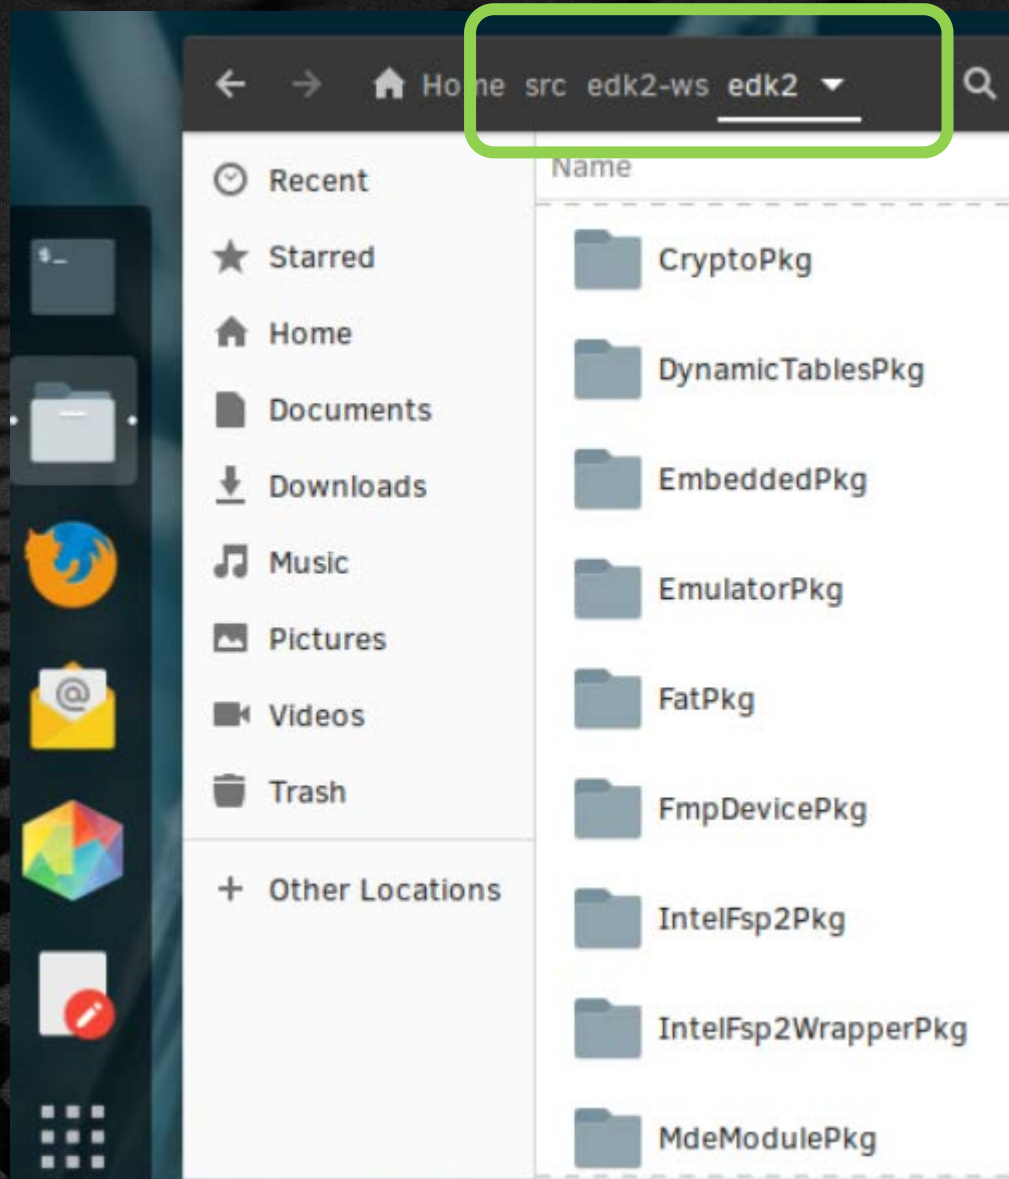 Home src edk2-ws edk2
Name
Recent
Starred
Home
Documents
Downloads
Music
Pictures
Videos
Trash
Other Locations
CryptoPkg
DynamicTablesPkg
EmbeddedPkg
EmulatorPkg
FatPkg
FmpDevicePkg
IntelFsp2Pkg
IntelFsp2WrapperPkg
MdeModulePkg
$_
@